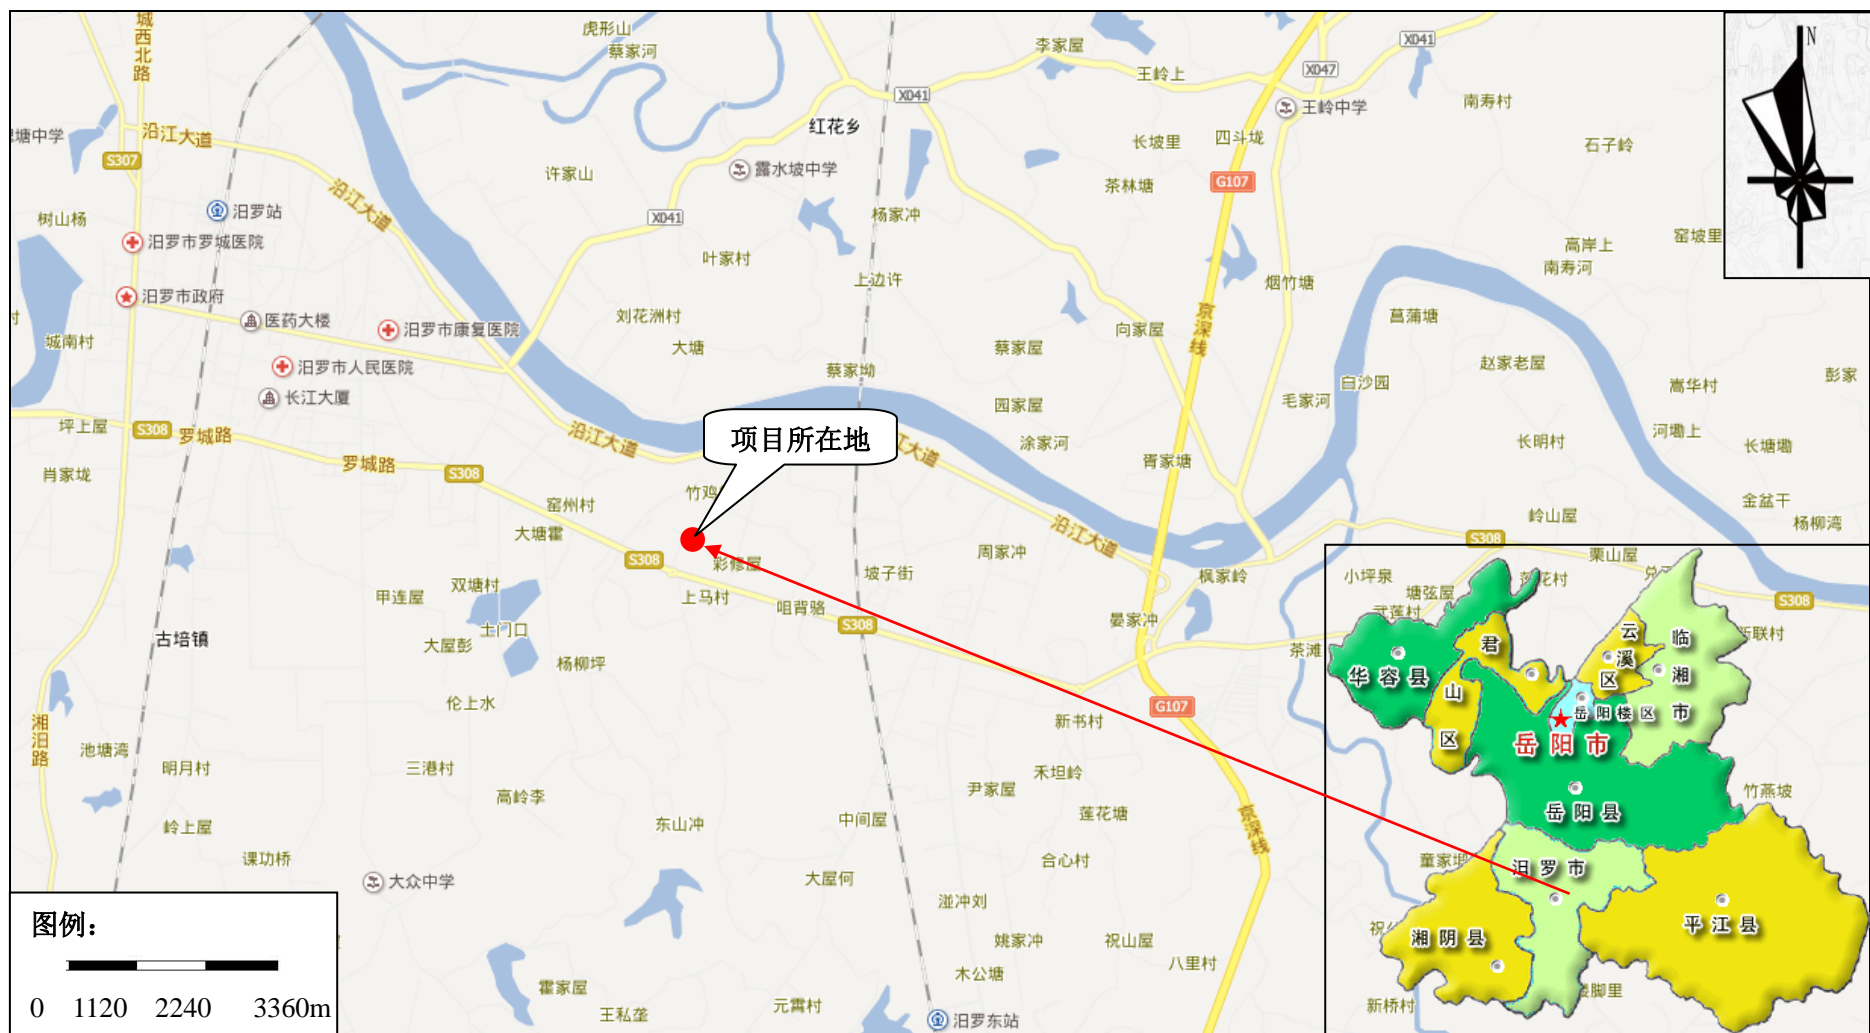 城西北路
虎形山
蔡家河
李家屋
X041
N
王岭上
X047
X041
南寿村
王岭中学
塘中学
沿江大道
红花乡
四斗垅
长坡里
石子岭
S307
露水坡中学
许家山
茶林塘
G107
沿江大道
汨罗站
树山杨
X041
杨家冲
窑坡里
汨罗市罗城医院
高岸上
叶家村
南寿河
上边许
烟竹塘
汨罗市政府
医药大楼
汨罗市康复医院
刘花洲村
向家屋
京深线
菖蒲塘
村
城南村
大塘
蔡家屋
汨罗市人民医院
蔡家坳
赵家老屋
彭家
白沙园
嵩华村
长江大厦
园家屋
毛家河
坪上屋
S308
罗城路
沿江大道
项目所在地
江大道
涂家河
长明村
河塅上
长塘塅
肖家垅
罗城路
S308
胥家塘
竹鸡
窑州村
金盆干
大塘霍
沿江大道
岭山屋
杨柳湾
S308
S308
彩修屋
周家冲
栗山屋
坡子街
枫家岭
小坪泉
花村
双塘村
塘弦屋
甲连屋
上马村
咀背骆
武莲村
S308
S308
晏家冲
土门口
古培镇
大屋彭
新联村
杨柳坪
茶滩
伦上水
G107
湘汨路
新书村
池塘湾
明月村
三港村
禾坦岭
高岭李
尹家屋
竹燕坡
岭上屋
东山冲
中间屋
莲花塘
京深线
课功桥
合心村
童家塅
大众中学
大屋何
湴冲刘
姚家冲
祝山屋
木公塘
八里村
霍家屋
王私垄
元霄村
汨罗东站
新桥村
脚里
华容县
君山区
云溪区
临湘市
岳阳楼区
岳阳市
岳阳县
汨罗市
湘阴县
平江县
图例：
0 1120 2240 3360m